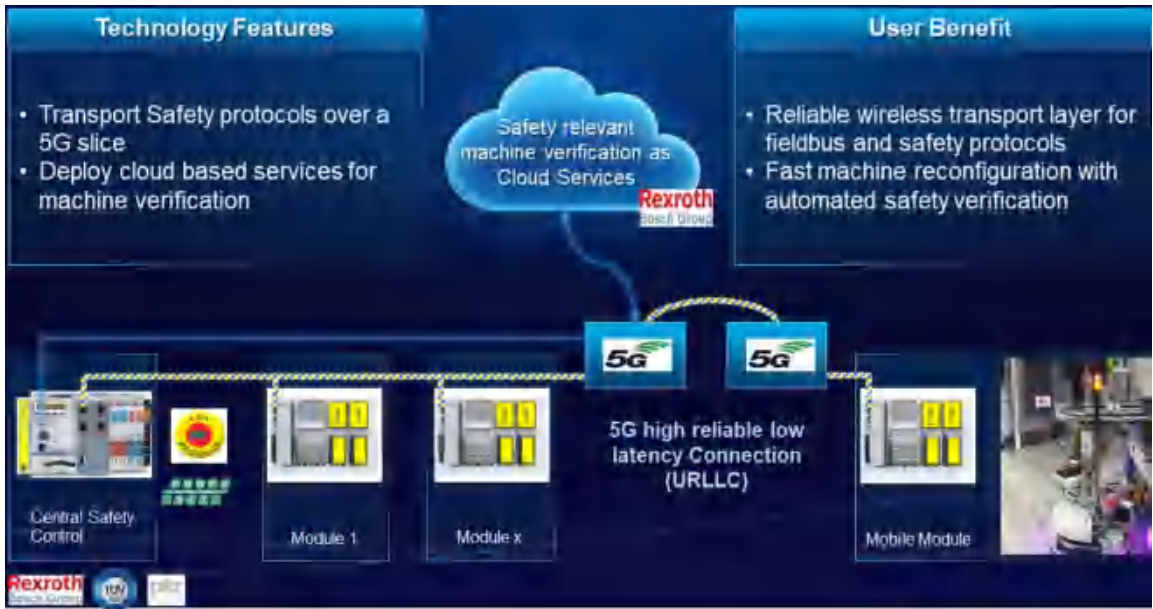 Technology Features
• Transport Safety protocols over a
5G slice
• Deploy cloud based services for
machine verification
Safety relevant
machine verification as
Cloud Services
Rexroth
Bosch Group
User Benefit
• Reliable wireless transport layer for
fieldbus and safety protocols
• Fast machine reconfiguration with
automated safety verification
5G
5G
5G high reliable low
latency Connection
(URLLC)
Central Safety
Control
Module 1
Module x
Mobile Module
Rexroth
Bosch Group
TÜV